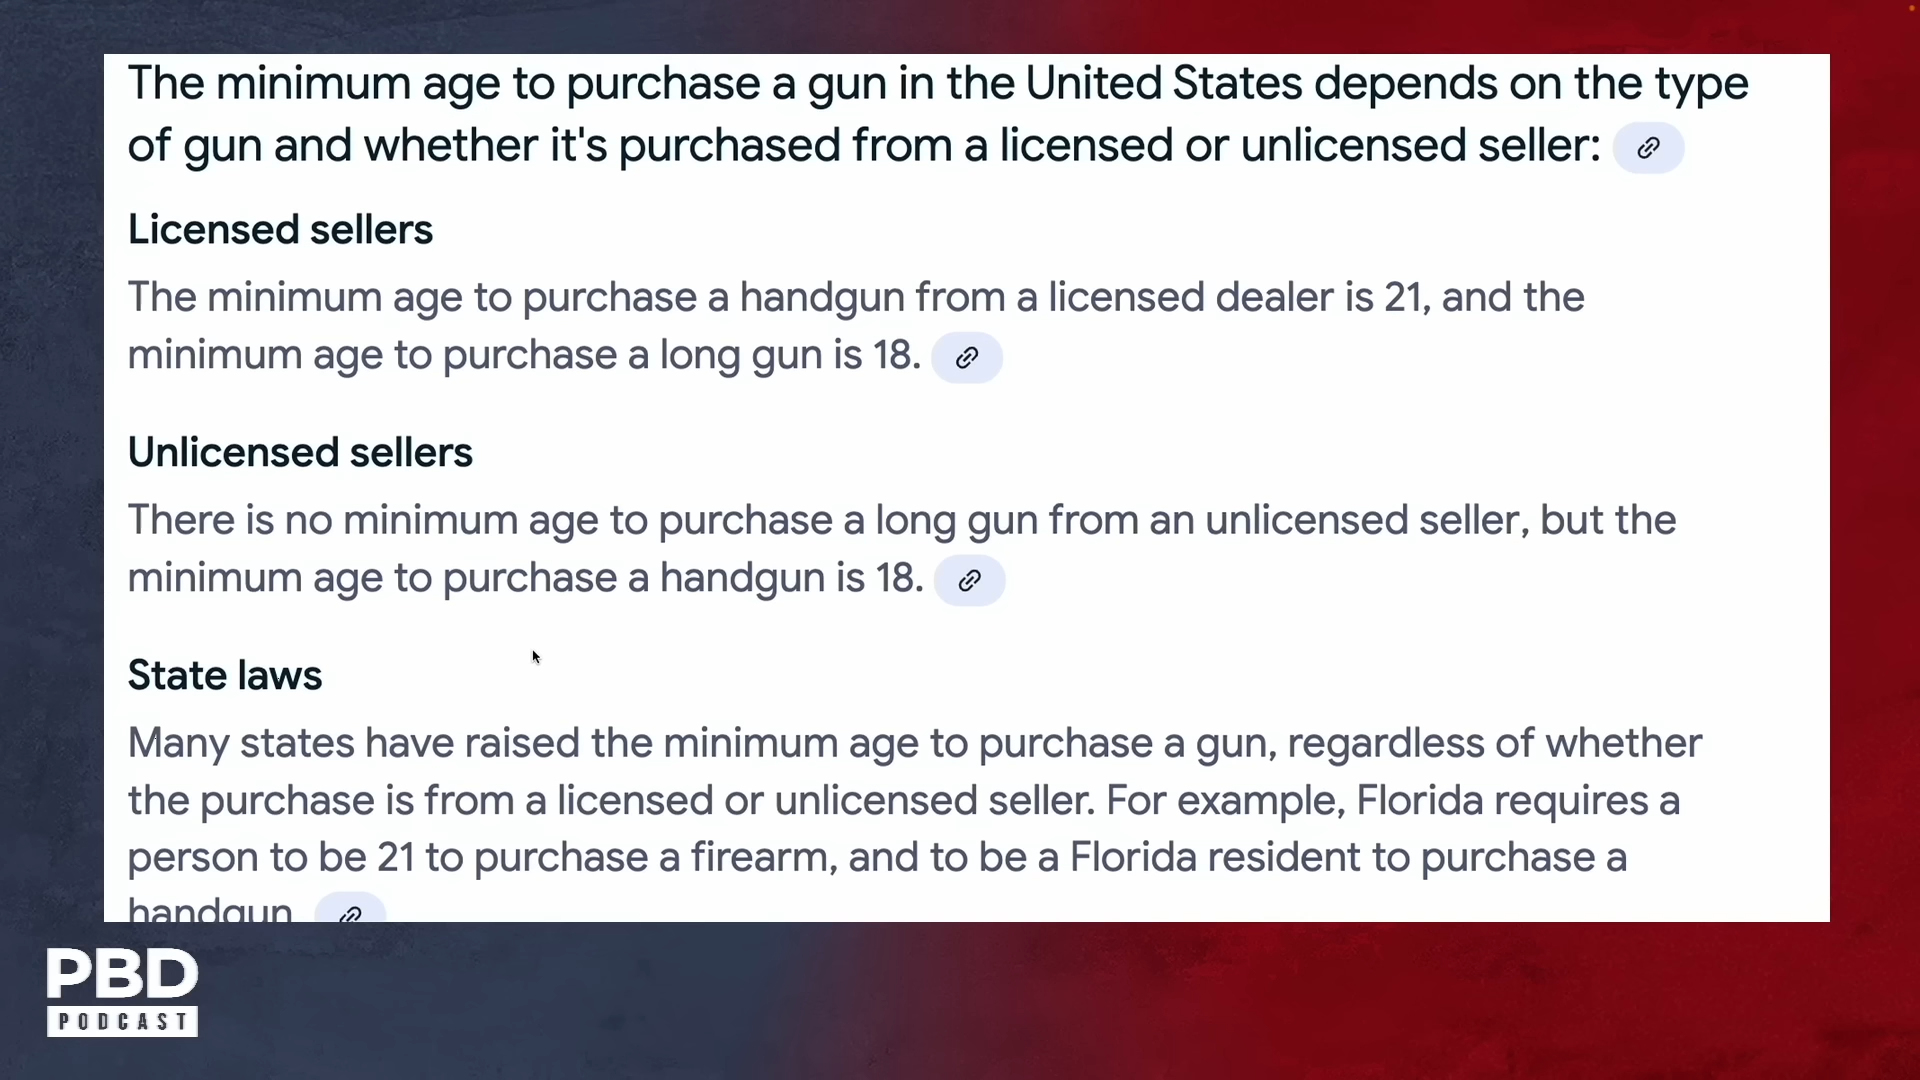 The minimum age to purchase a gun in the United States depends on the type
of gun and whether it's purchased from a licensed or unlicensed seller:
Licensed sellers
The minimum age to purchase a handgun from a licensed dealer is 21, and the
minimum age to purchase a long gun is 18.
Unlicensed sellers
There is no minimum age to purchase a long gun from an unlicensed seller, but the
minimum age to purchase a handgun is 18.
State laws
Many states have raised the minimum age to purchase a gun, regardless of whether
the purchase is from a licensed or unlicensed seller. For example, Florida requires a
person to be 21 to purchase a firearm, and to be a Florida resident to purchase a
handgun.
PBD
PODCAST